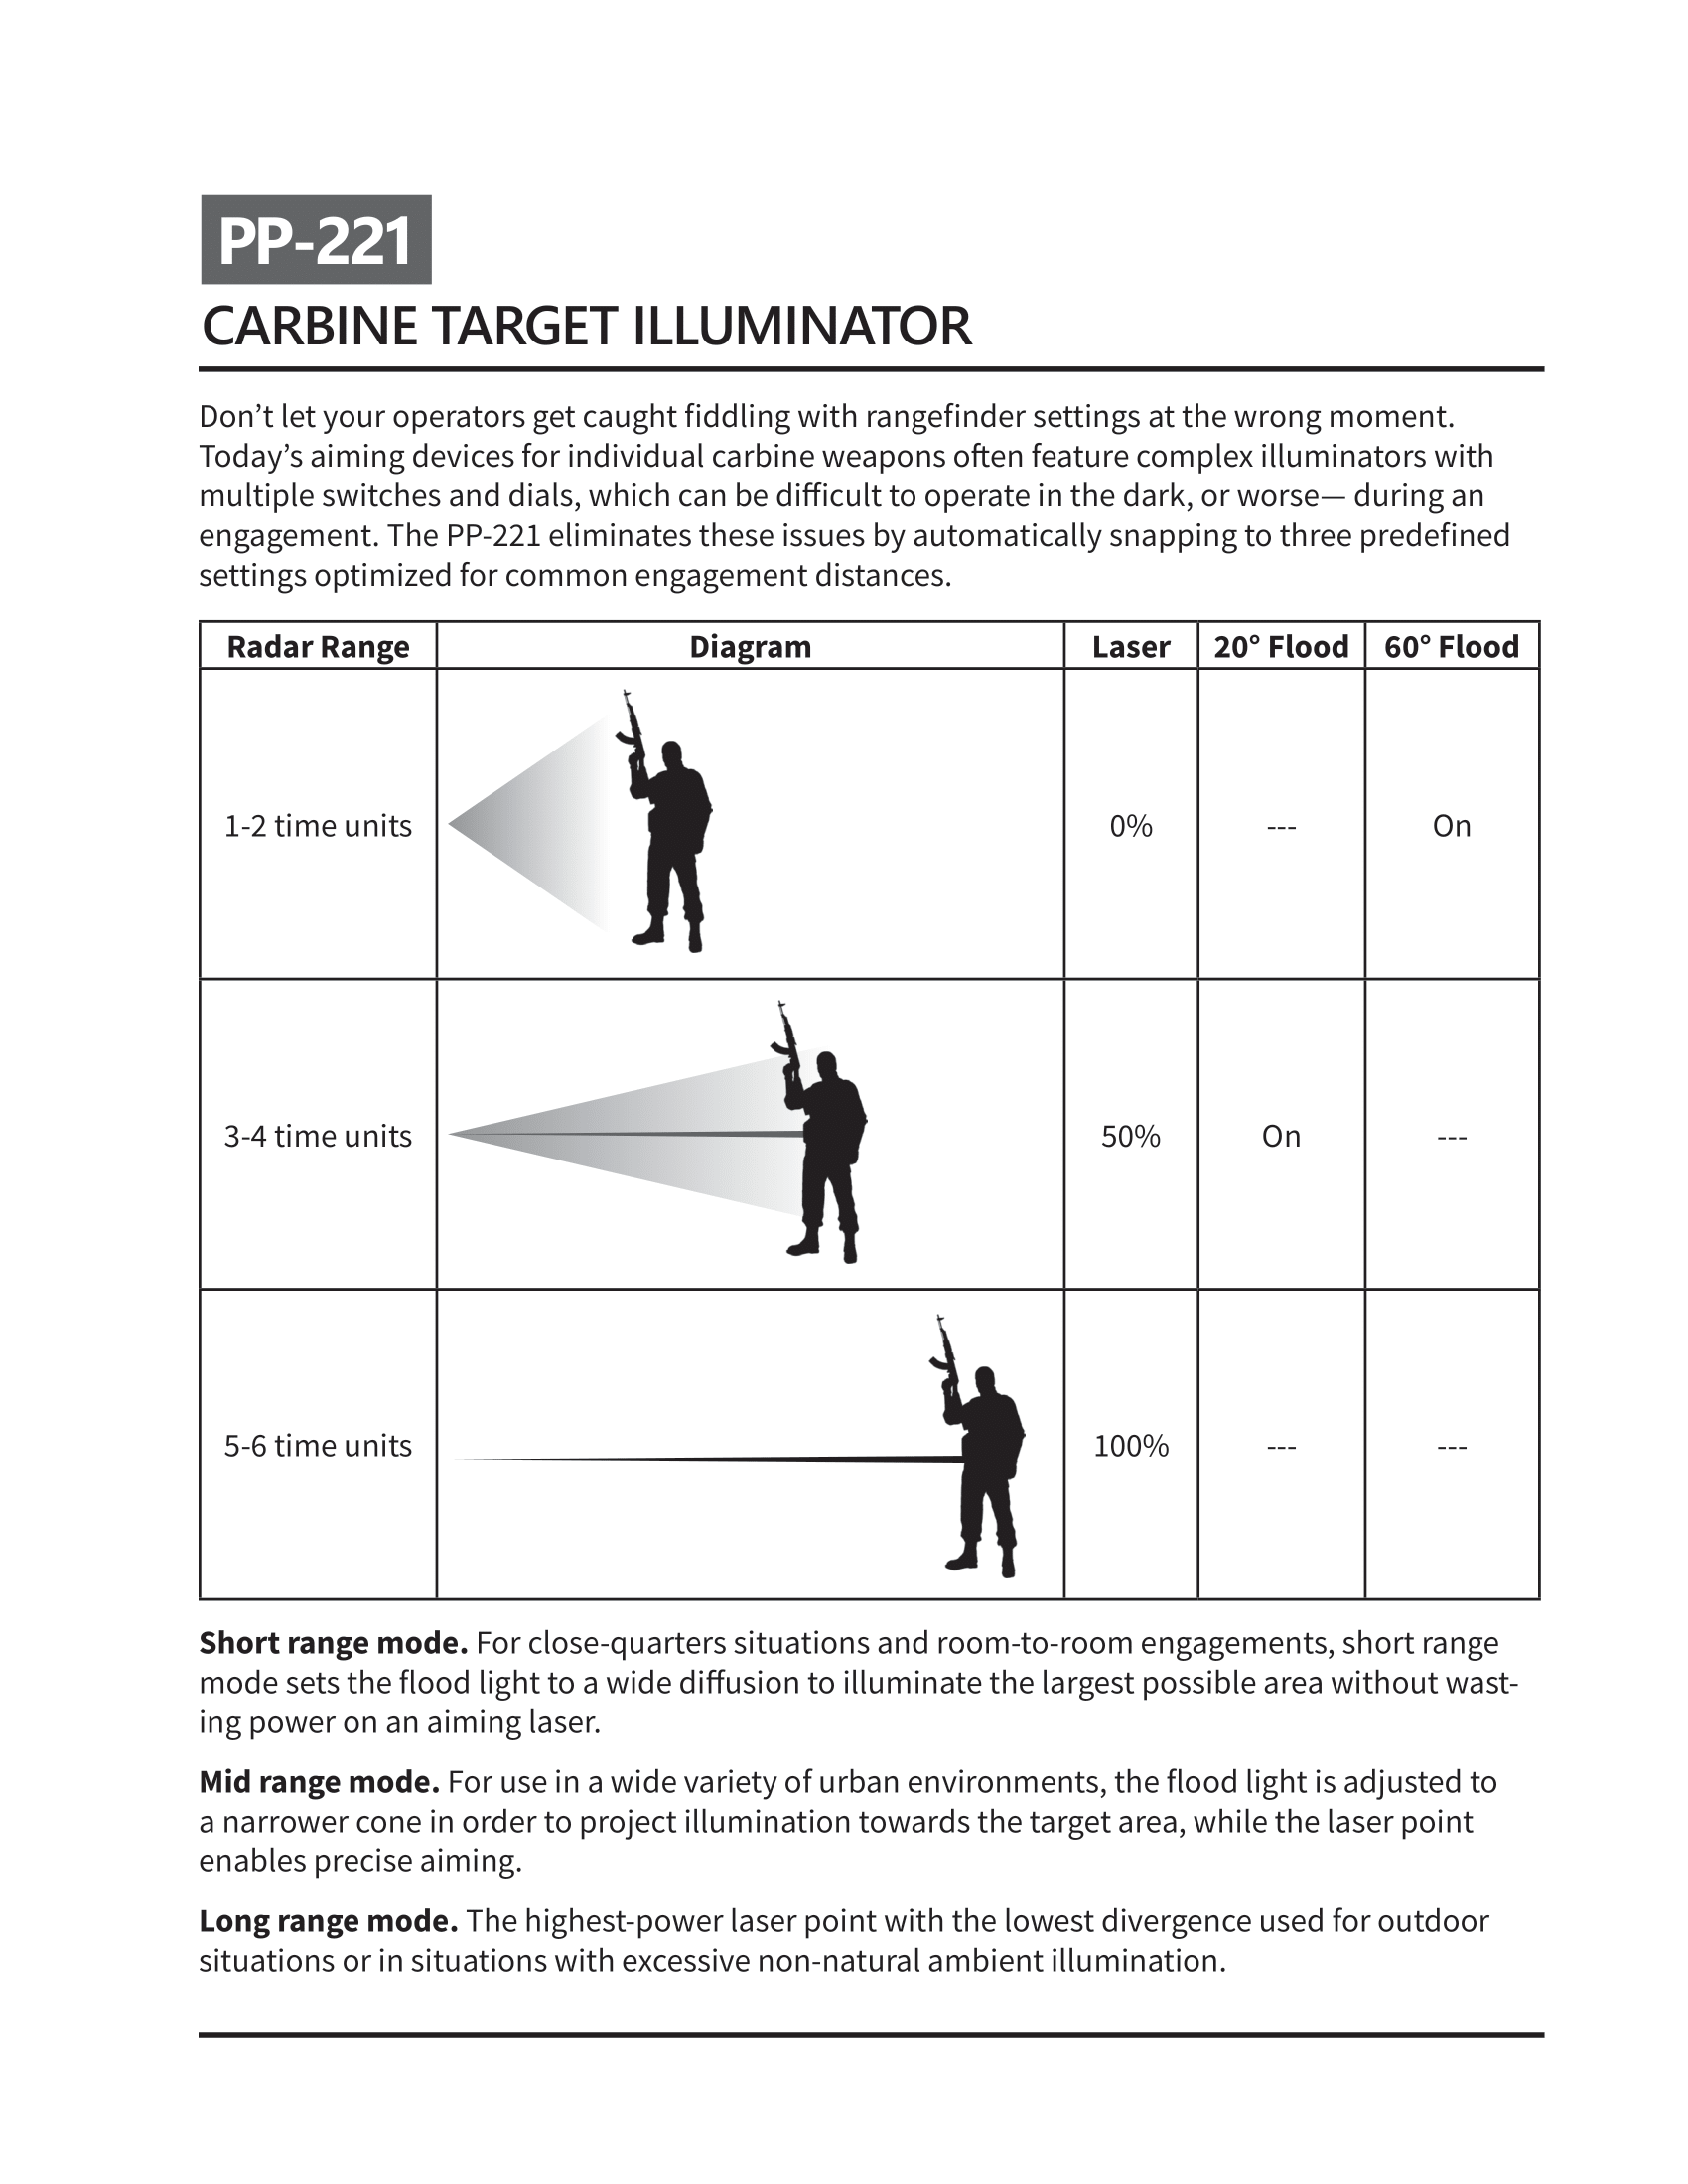 PP-221
CARBINE TARGET ILLUMINATOR
Don’t let your operators get caught fiddling with rangefinder settings at the wrong moment.
Today’s aiming devices for individual carbine weapons often feature complex illuminators with
multiple switches and dials, which can be difficult to operate in the dark, or worse— during an
engagement. The PP-221 eliminates these issues by automatically snapping to three predefined
settings optimized for common engagement distances.
Radar Range Diagram Laser 20° Flood 60° Flood
1-2 time units 0% --- On
3-4 time units 50% On ---
5-6 time units 100% --- ---
Short range mode. For close-quarters situations and room-to-room engagements, short range
mode sets the flood light to a wide diffusion to illuminate the largest possible area without wast-
ing power on an aiming laser.
Mid range mode. For use in a wide variety of urban environments, the flood light is adjusted to
a narrower cone in order to project illumination towards the target area, while the laser point
enables precise aiming.
Long range mode. The highest-power laser point with the lowest divergence used for outdoor
situations or in situations with excessive non-natural ambient illumination.